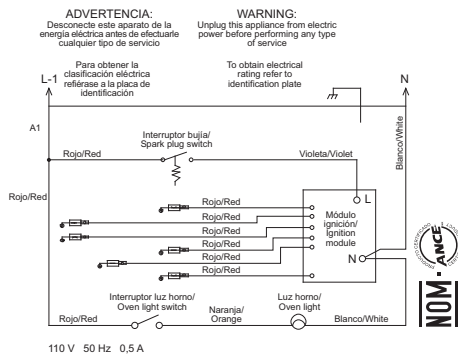 ADVERTENCIA:
Desconecte este aparato de la
energía eléctrica antes de efectuarle
cualquier tipo de servicio
Para obtener la
clasificación eléctrica
refiérase a la placa de
identificación
WARNING:
Unplug this appliance from electric
power before performing any type
of service
To obtain electrical
rating refer to
identification plate
L-1
N
A1
Interruptor bujía/
Spark plug switch
Rojo/Red
Violeta/Violet
Blanco/White
Rojo/Red
L
Rojo/Red
Rojo/Red
Rojo/Red
Rojo/Red
Rojo/Red
Rojo/Red
Módulo
ignición/
Ignition
module
N
Interruptor luz horno/
Oven light switch
Naranja/
Orange
Luz horno/
Oven light
Rojo/Red
Blanco/White
110 V 50 Hz 0,5 A
NOM-ANCE
PRODUCTO CERTIFICADO